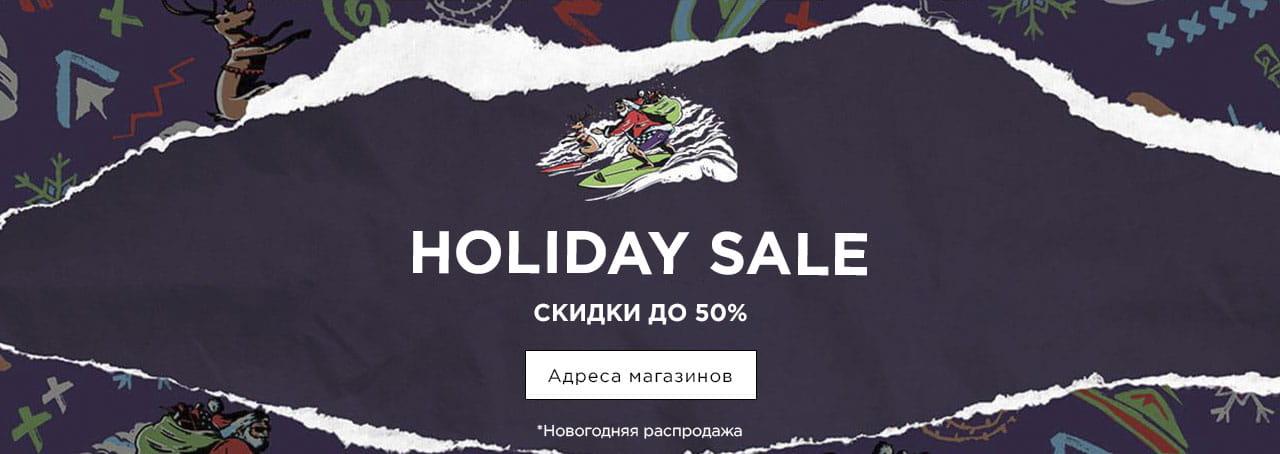 HOLIDAY SALE
СКИДКИ ДО 50%
Адреса магазинов
*Новогодняя распродажа